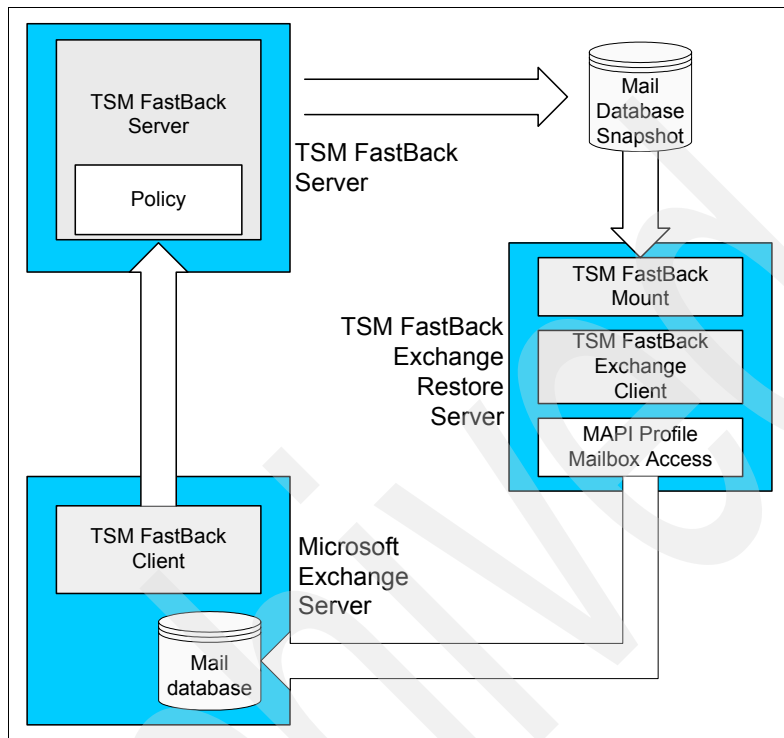 TSM FastBack
Server
Policy
TSM FastBack
Server
Mail
Database
Snapshot
TSM FastBack
Mount
TSM FastBack
Exchange
Client
MAPI Profile
Mailbox Access
TSM FastBack
Exchange
Restore
Server
TSM FastBack
Client
Mail
database
Microsoft
Exchange
Server